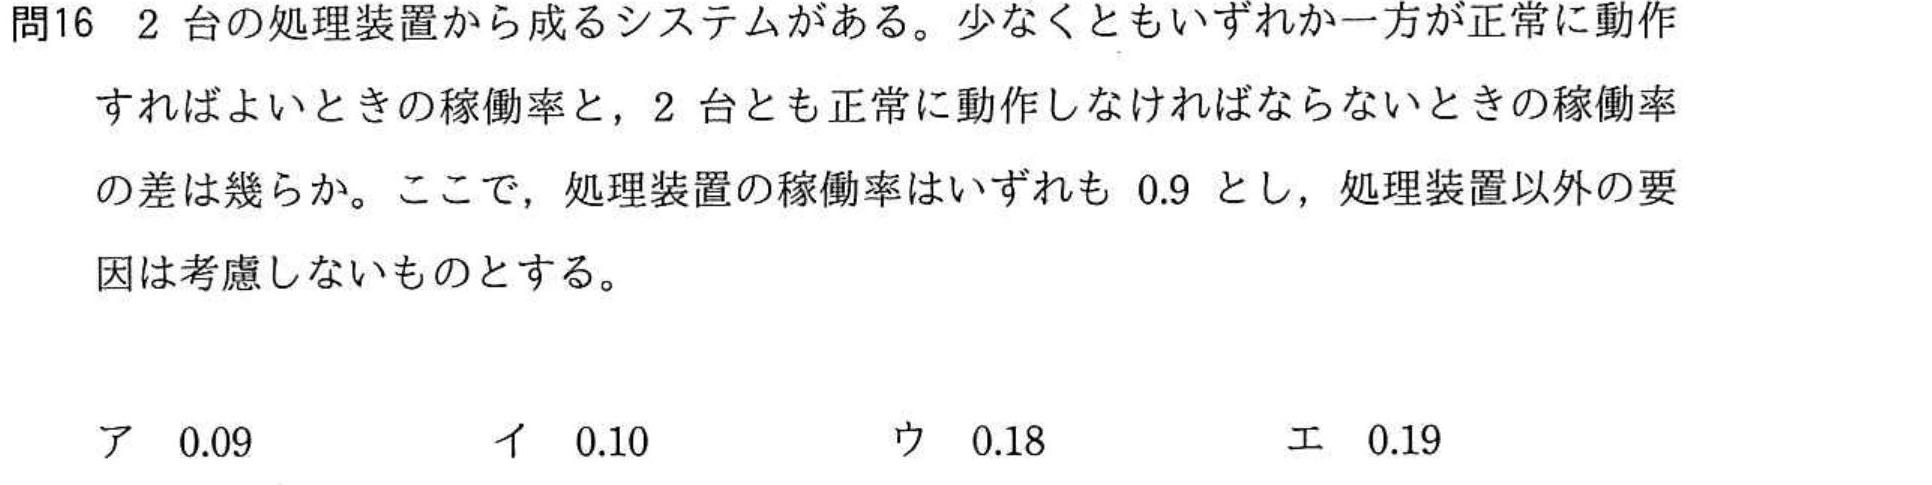 問16 2 台の処理装置から成るシステムがある。少なくともいずれか一方が正常に動作
すればよいときの稼働率と，2 台とも正常に動作しなければならないときの稼働率
の差は幾らか。ここで，処理装置の稼働率はいずれも 0.9 とし，処理装置以外の要
因は考慮しないものとする。
ア 0.09 イ 0.10 ウ 0.18 エ 0.19